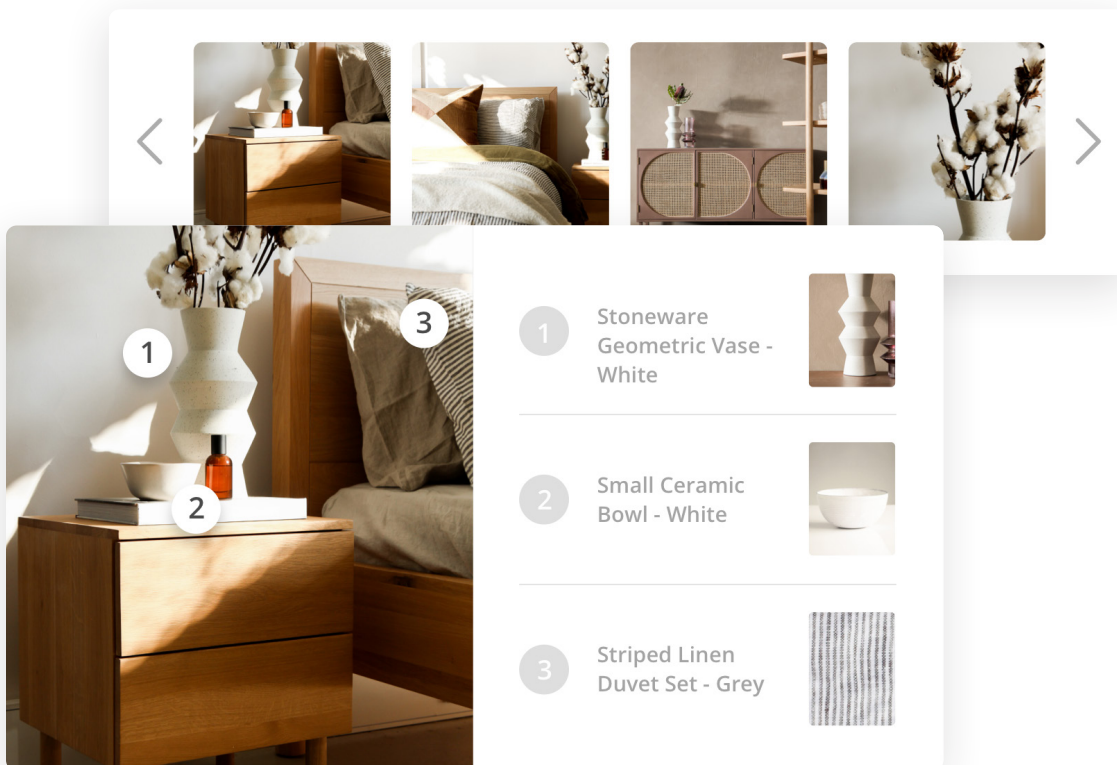 1
3
2
1
Stoneware
Geometric Vase -
White
2
Small Ceramic
Bowl - White
3
Striped Linen
Duvet Set - Grey